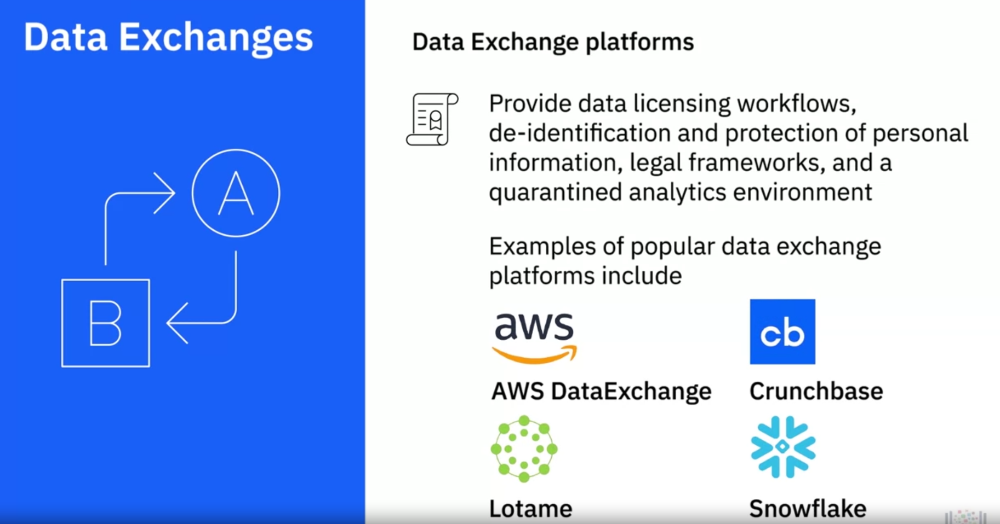 Data Exchanges
A
B
Data Exchange platforms
Provide data licensing workflows,
de-identification and protection of personal
information, legal frameworks, and a
quarantined analytics environment
Examples of popular data exchange
platforms include
aws
cb
AWS DataExchange
Crunchbase
Lotame
Snowflake